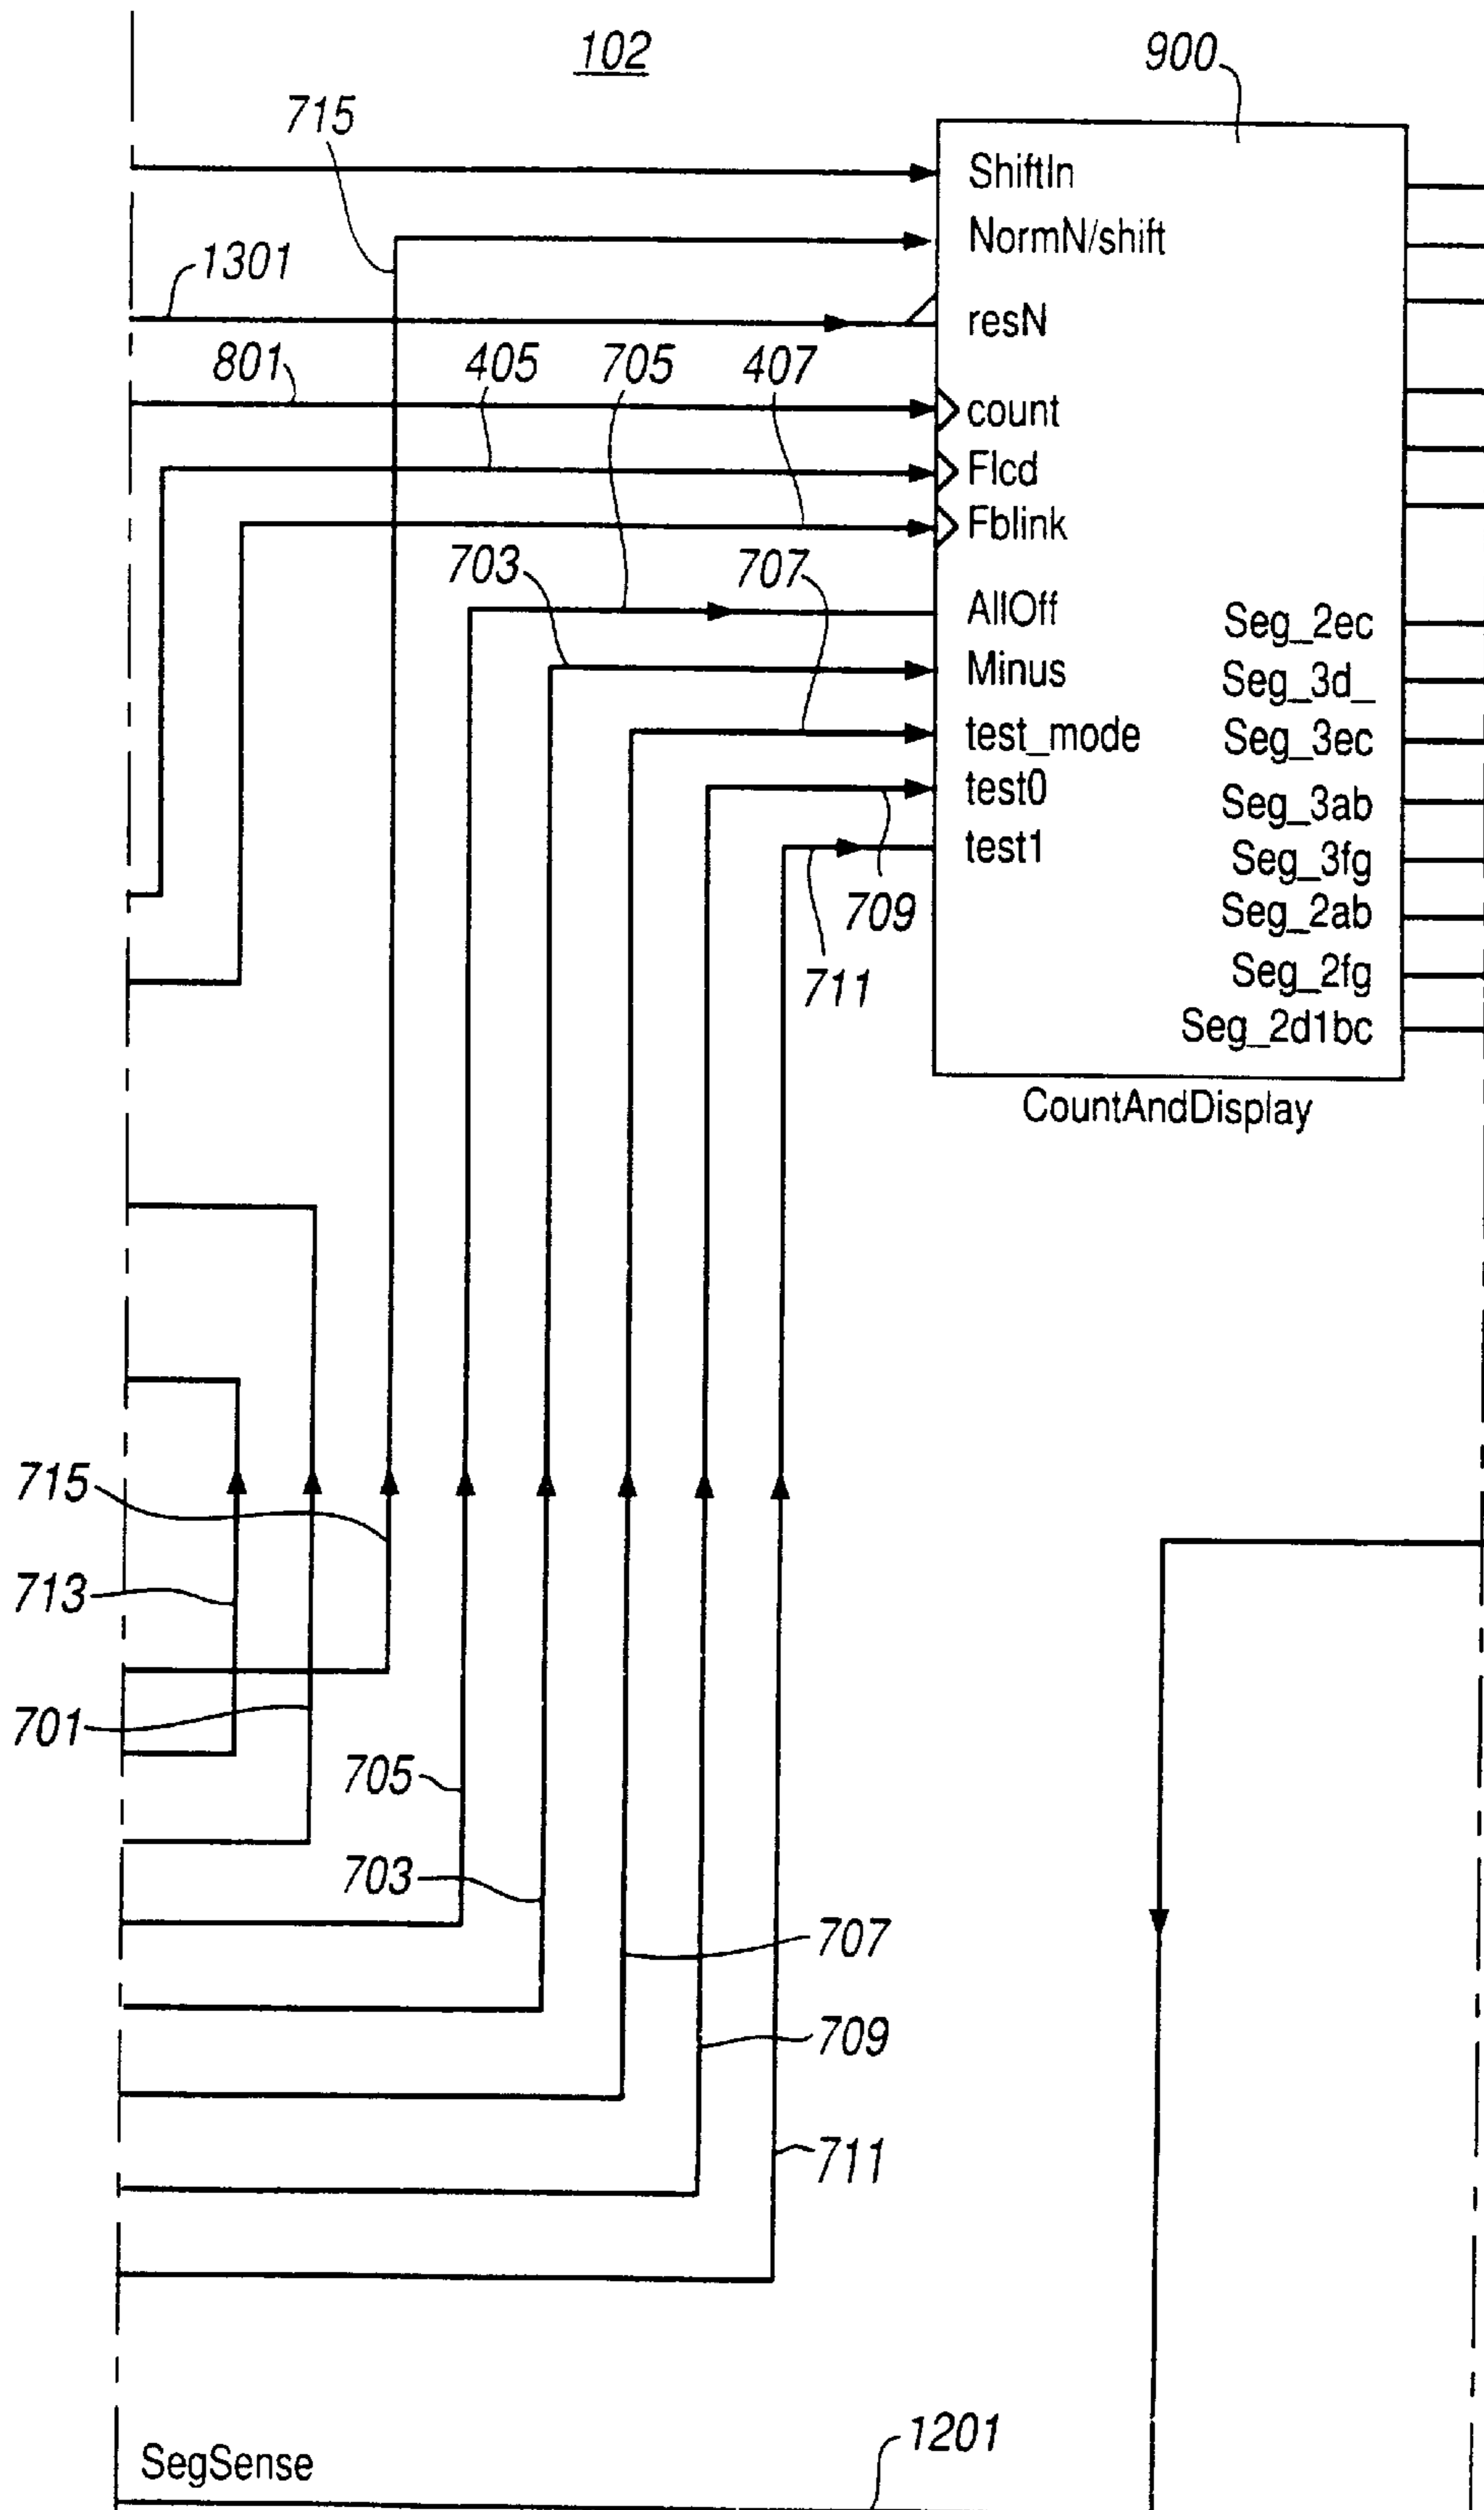 102
900
715
ShiftIn
NormN/shift
1301
resN
801
405
705
407
count
Flcd
Fblink
703
707
AllOff
Minus
test_mode
test0
test1
709
711
Seg_2ec
Seg_3d_
Seg_3ec
Seg_3ab
Seg_3fg
Seg_2ab
Seg_2fg
Seg_2d1bc
CountAndDisplay
715
713
701
705
703
707
709
711
SegSense
1201